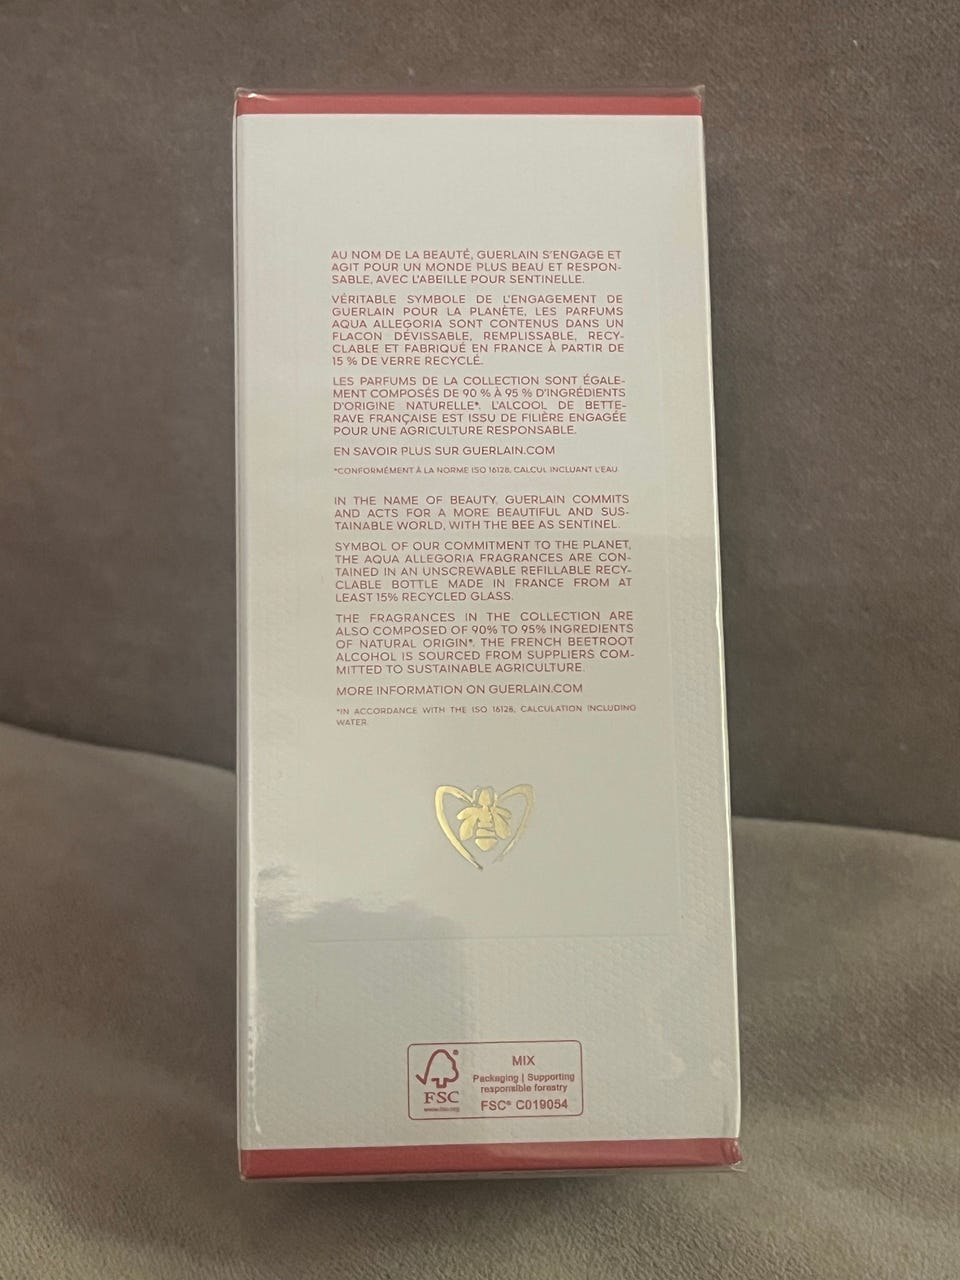 AU NOM DE LA BEAUTÉ, GUERLAIN S'ENGAGE ET
AGIT POUR UN MONDE PLUS BEAU ET RESPON-
SABLE, AVEC L'ABEILLE POUR SENTINELLE.
VÉRITABLE SYMBOLE DE L'ENGAGEMENT DE
GUERLAIN POUR LA PLANÈTE, LES PARFUMS
AQUA ALLEGORIA SONT CONTENUS DANS UN
FLACON DÉVISSABLE, REMPLISSABLE, RECY-
CLABLE ET FABRIQUÉ EN FRANCE À PARTIR DE
15 % DE VERRE RECYCLÉ.
LES PARFUMS DE LA COLLECTION SONT ÉGALE-
MENT COMPOSÉS DE 90 % À 95 % D'INGRÉDIENTS
D'ORIGINE NATURELLE*. L'ALCOOL DE BETTE-
RAVE FRANÇAISE EST ISSU DE FILIÈRE ENGAGÉE
POUR UNE AGRICULTURE RESPONSABLE.
EN SAVOIR PLUS SUR GUERLAIN.COM
*CONFORMÉMENT À LA NORME ISO 16128, CALCUL INCLUANT L'EAU.
IN THE NAME OF BEAUTY, GUERLAIN COMMITS
AND ACTS FOR A MORE BEAUTIFUL AND SUS-
TAINABLE WORLD, WITH THE BEE AS SENTINEL.
SYMBOL OF OUR COMMITMENT TO THE PLANET,
THE AQUA ALLEGORIA FRAGRANCES ARE CON-
TAINED IN AN UNSCREWABLE REFILLABLE RECY-
CLABLE BOTTLE MADE IN FRANCE FROM AT
LEAST 15% RECYCLED GLASS.
THE FRAGRANCES IN THE COLLECTION ARE
ALSO COMPOSED OF 90% TO 95% INGREDIENTS
OF NATURAL ORIGIN*. THE FRENCH BEETROOT
ALCOHOL IS SOURCED FROM SUPPLIERS COM-
MITTED TO SUSTAINABLE AGRICULTURE.
MORE INFORMATION ON GUERLAIN.COM
*IN ACCORDANCE WITH THE ISO 16128, CALCULATION INCLUDING
WATER.
FSC
www.fsc.org
MIX
Packaging | Supporting
responsible forestry
FSC® C019054